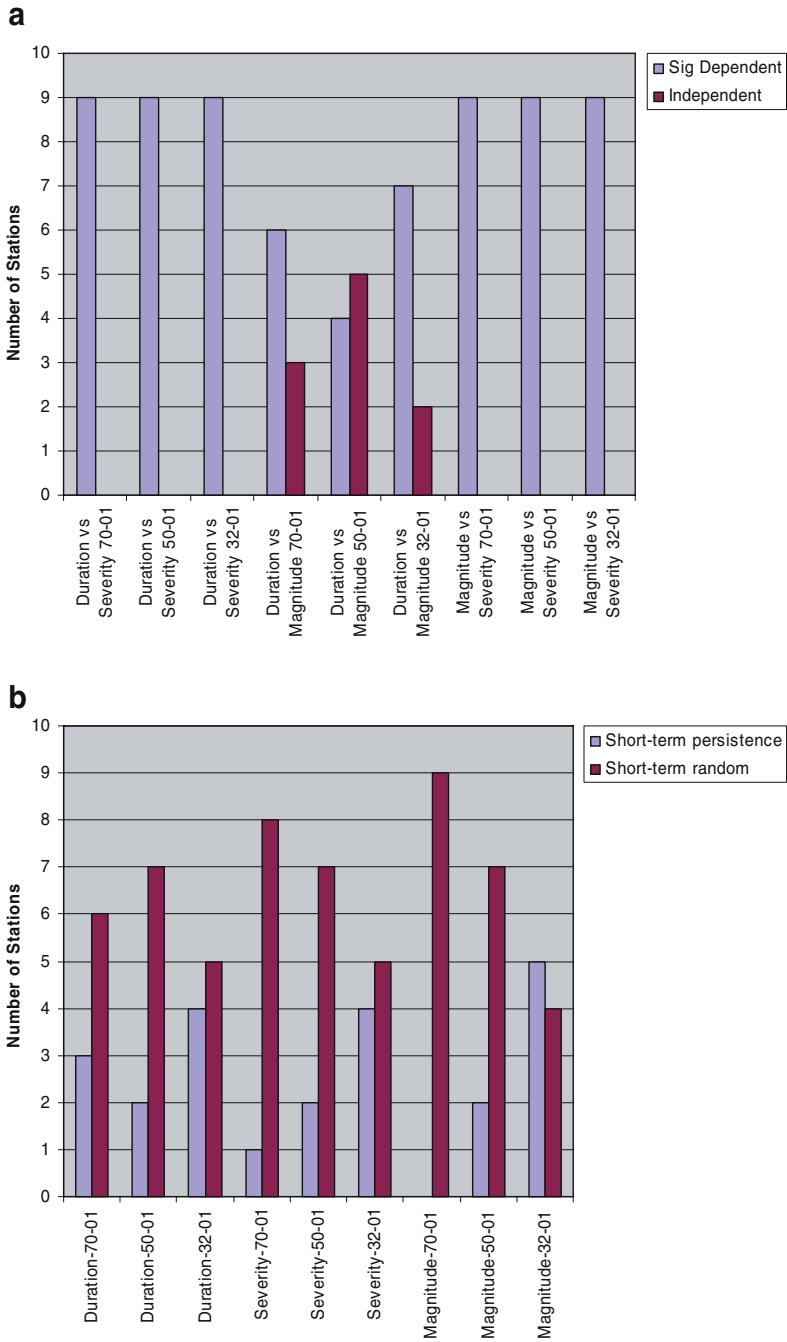 a
10
9
8
7
6
5
4
3
2
1
0
Number of Stations
Sig Dependent
Independent
Duration vs
Severity 70-01
Duration vs
Severity 50-01
Duration vs
Severity 32-01
Duration vs
Magnitude 70-01
Duration vs
Magnitude 50-01
Duration vs
Magnitude 32-01
Magnitude vs
Severity 70-01
Magnitude vs
Severity 50-01
Magnitude vs
Severity 32-01
b
10
9
8
7
6
5
4
3
2
1
0
Number of Stations
Short-term persistence
Short-term random
Duration-70-01
Duration-50-01
Duration-32-01
Severity-70-01
Severity-50-01
Severity-32-01
Magnitude-70-01
Magnitude-50-01
Magnitude-32-01